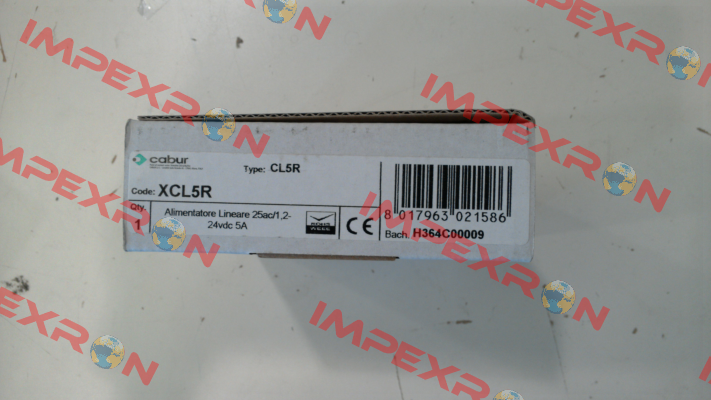 cabur
Type: CL5R
Code: XCL5R
Qty.
1
Alimentatore Lineare 25ac/1,2-
24vdc 5A
CE
8 017963 021586
Bach. H364C00009
IMPEXRON
IMPEXRON
IMPEXRON
IMPEXRON
IMPEXRON
IMPEXRON
IMPEXRON